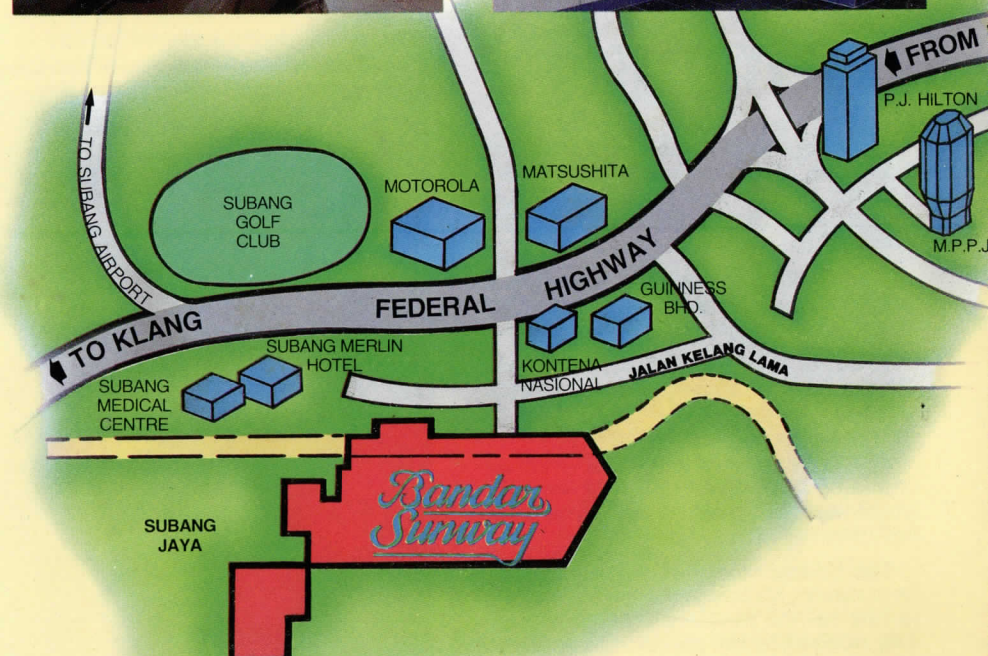 FROM
P.J. HILTON
M.P.P.J
TO SUBANG AIRPORT
SUBANG
GOLF
CLUB
MOTOROLA
MATSUSHITA
FEDERAL HIGHWAY
TO KLANG
GUINNESS
BHD.
SUBANG MERLIN
HOTEL
KONTENA
NASIONAL
JALAN KELANG LAMA
SUBANG
MEDICAL
CENTRE
Bandar
Sunway
SUBANG
JAYA